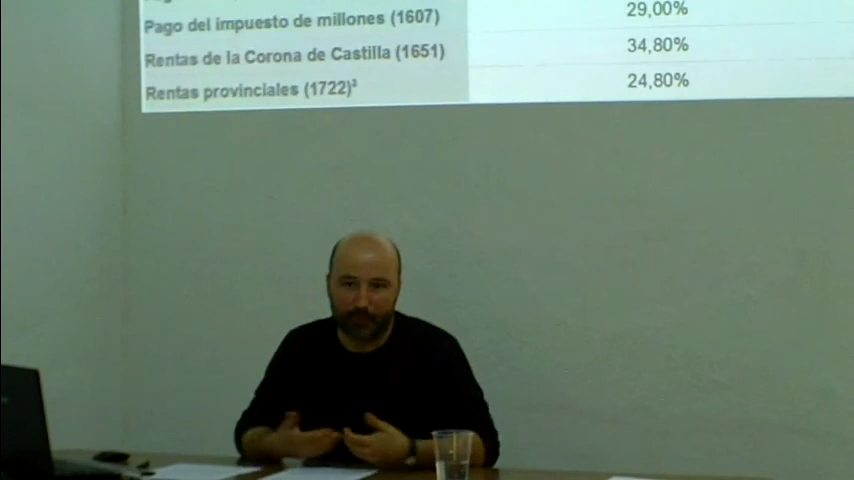 Pago del impuesto de millones (1607) 29,00%
Rentas de la Corona de Castilla (1651) 34,80%
Rentas provinciales (1722)³ 24,80%